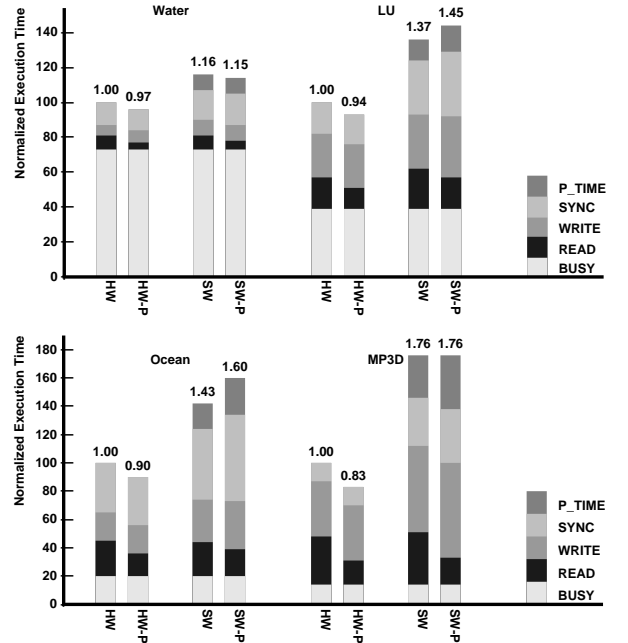 Water
LU
Normalized Execution Time
140
120
100
80
60
40
20
0
1.00
0.97
1.16
1.15
1.00
0.94
1.37
1.45
P_TIME
SYNC
WRITE
READ
BUSY
HW
HW-P
SW
SW-P
HW
HW-P
SW
SW-P
Ocean
MP3D
Normalized Execution Time
180
160
140
120
100
80
60
40
20
0
1.00
0.90
1.43
1.60
1.00
0.83
1.76
1.76
P_TIME
SYNC
WRITE
READ
BUSY
HW
HW-P
SW
SW-P
HW
HW-P
SW
SW-P